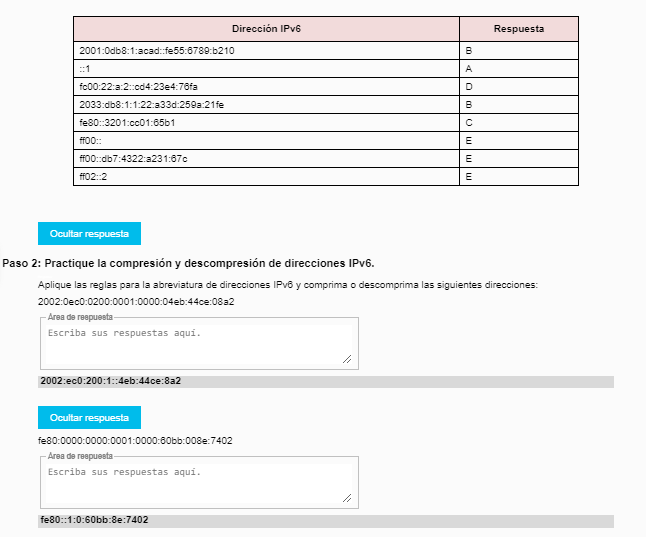 Dirección IPv6 Respuesta
2001:0db8:1:acad::fe55:6789:b210 B
::1 A
fc00:22:a:2::cd4:23e4:76fa D
2033:db8:1:1:22:a33d:259a:21fe B
fe80::3201:cc01:65b1 C
ff00:: E
ff00::db7:4322:a231:67c E
ff02::2 E
Ocultar respuesta
Paso 2: Practique la compresión y descompresión de direcciones IPv6.
Aplique las reglas para la abreviatura de direcciones IPv6 y comprima o descomprima las siguientes direcciones:
2002:0ec0:0200:0001:0000:04eb:44ce:08a2
Área de respuesta
Escriba sus respuestas aquí.
2002:ec0:200:1::4eb:44ce:8a2
Ocultar respuesta
fe80:0000:0000:0001:0000:60bb:008e:7402
Área de respuesta
Escriba sus respuestas aquí.
fe80::1:0:60bb:8e:7402